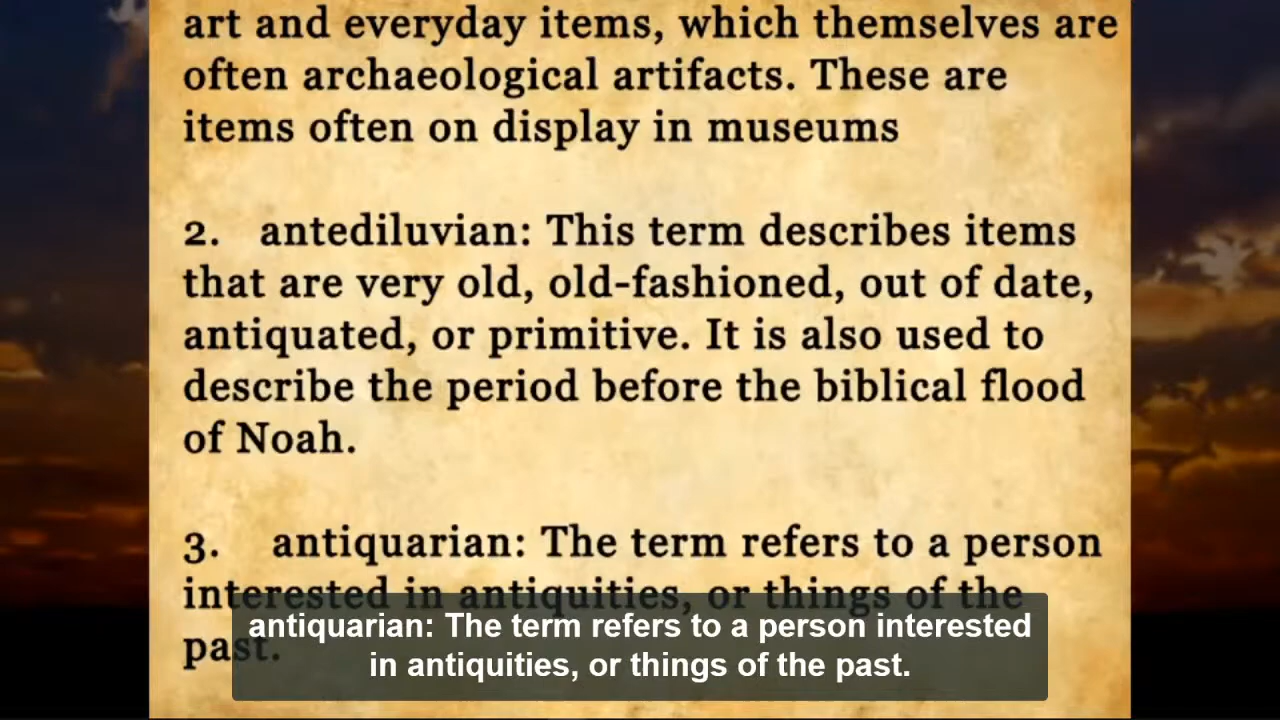 art and everyday items, which themselves are
often archaeological artifacts. These are
items often on display in museums
2. antediluvian: This term describes items
that are very old, old-fashioned, out of date,
antiquated, or primitive. It is also used to
describe the period before the biblical flood
of Noah.
3. antiquarian: The term refers to a person
interested in antiquities, or things of the
past.
antiquarian: The term refers to a person interested
in antiquities, or things of the past.